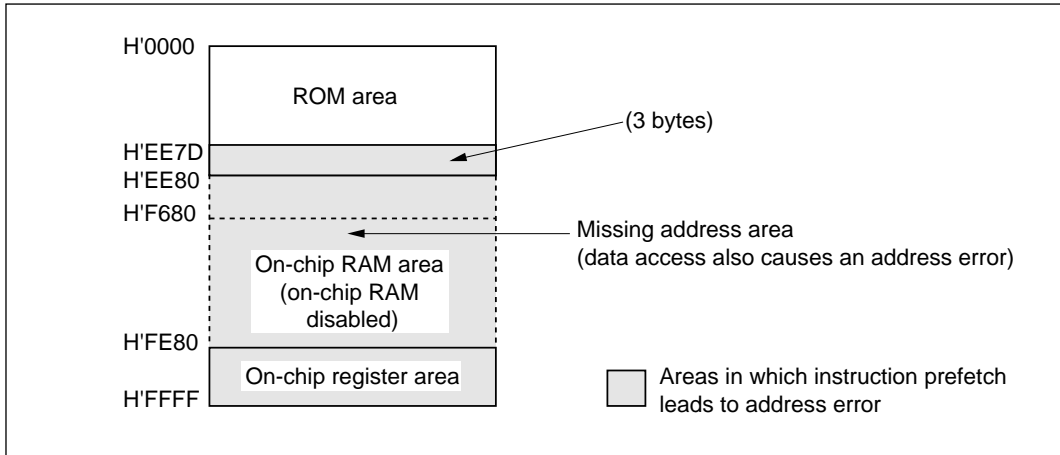 H'0000
ROM area
(3 bytes)
H'EE7D
H'EE80
H'F680
Missing address area
(data access also causes an address error)
On-chip RAM area
(on-chip RAM
disabled)
H'FE80
On-chip register area
H'FFFF
Areas in which instruction prefetch
leads to address error